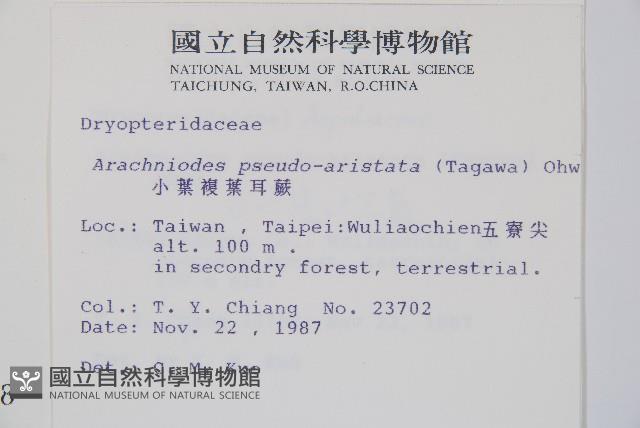 國立自然科學博物館
NATIONAL MUSEUM OF NATURAL SCIENCE
TAICHUNG, TAIWAN, R.O.CHINA
Dryopteridaceae
Arachniodes pseudo-aristata (Tagawa) Ohw
小葉複葉耳蕨
Loc.: Taiwan , Taipei:Wuliaochien五寮尖
alt. 100 m .
in secondry forest, terrestrial.
Col.: T. Y. Chiang No. 23702
Date: Nov. 22 , 1987
Det. C. M. Kuo
國立自然科學博物館
NATIONAL MUSEUM OF NATURAL SCIENCE
8